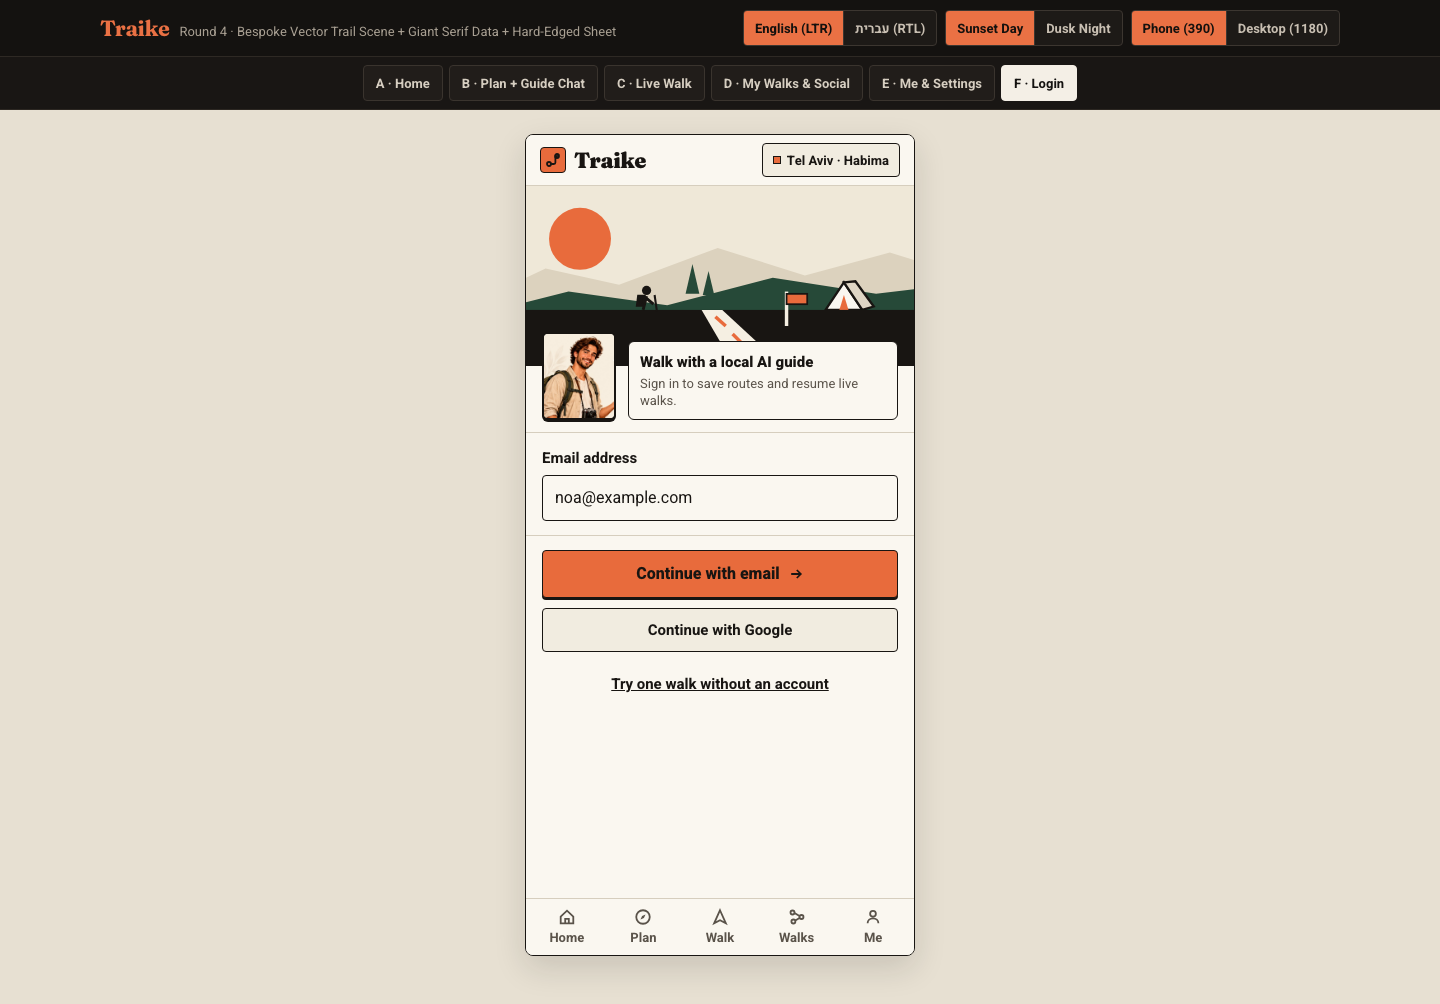 Traike Round 4 · Bespoke Vector Trail Scene + Giant Serif Data + Hard-Edged Sheet
English (LTR) עברית (RTL) Sunset Day Dusk Night Phone (390) Desktop (1180)
A · Home B · Plan + Guide Chat C · Live Walk D · My Walks & Social E · Me & Settings F · Login
Traike Tel Aviv · Habima
Walk with a local AI guide
Sign in to save routes and resume live
walks.
Email address
noa@example.com
Continue with email →
Continue with Google
Try one walk without an account
Home Plan Walk Walks Me